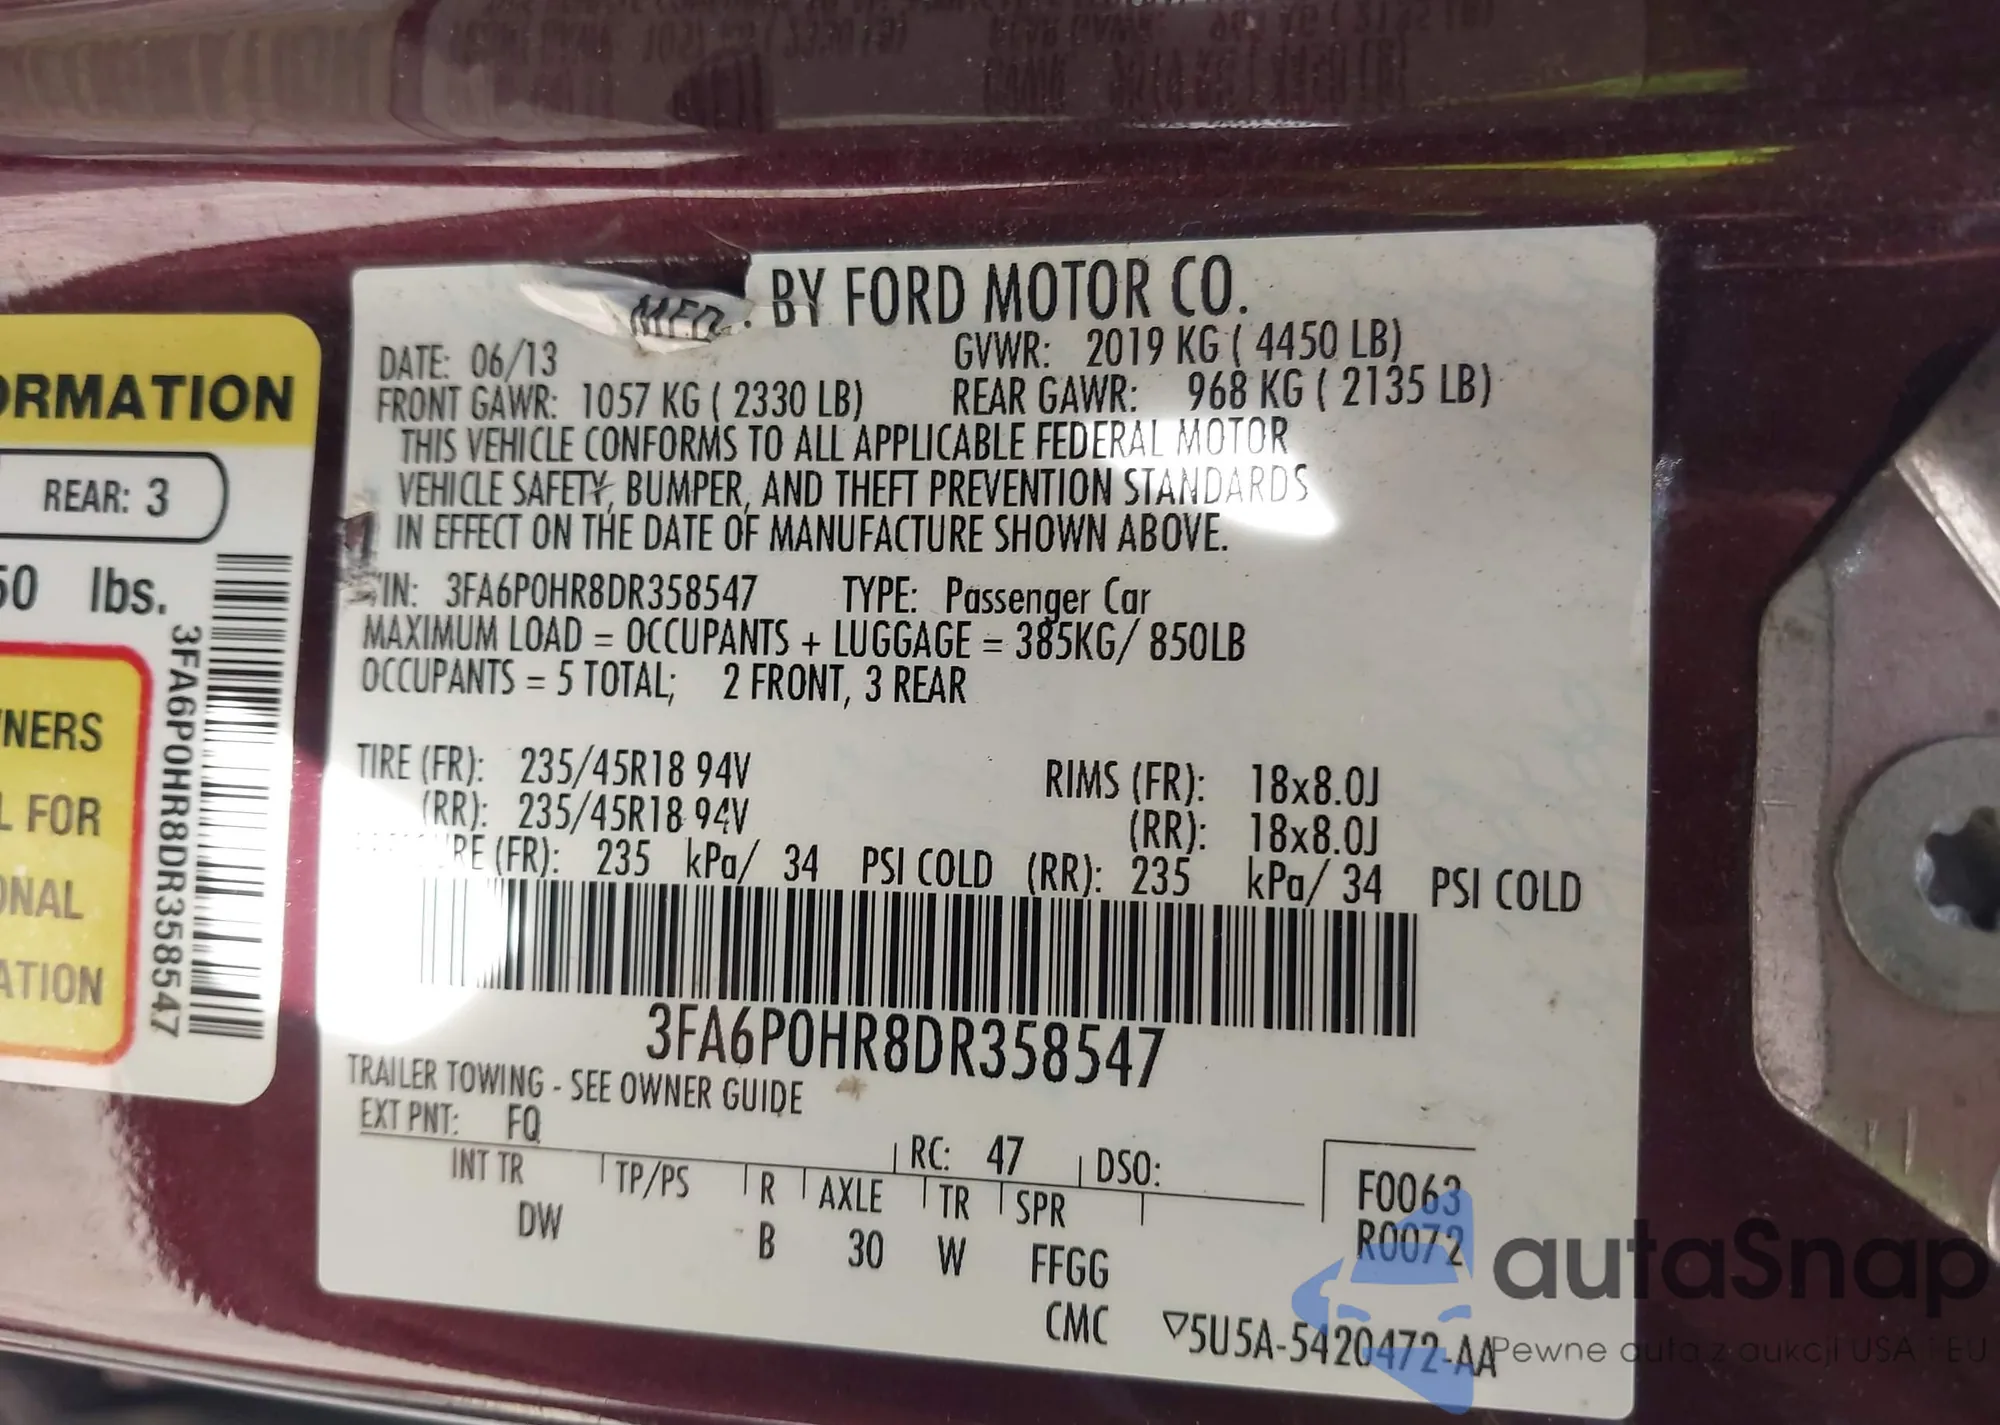 MFD. BY FORD MOTOR CO.
DATE: 06/13 GVWR: 2019 KG ( 4450 LB)
FRONT GAWR: 1057 KG ( 2330 LB) REAR GAWR: 968 KG ( 2135 LB)
THIS VEHICLE CONFORMS TO ALL APPLICABLE FEDERAL MOTOR
VEHICLE SAFETY, BUMPER, AND THEFT PREVENTION STANDARDS
IN EFFECT ON THE DATE OF MANUFACTURE SHOWN ABOVE.
VIN: 3FA6P0HR8DR358547 TYPE: Passenger Car
MAXIMUM LOAD = OCCUPANTS + LUGGAGE = 385KG/ 850LB
OCCUPANTS = 5 TOTAL; 2 FRONT, 3 REAR
TIRE (FR): 235/45R18 94V RIMS (FR): 18x8.0J
(RR): 235/45R18 94V (RR): 18x8.0J
RE (FR): 235 kPa/ 34 PSI COLD (RR): 235 kPa/ 34 PSI COLD
3FA6P0HR8DR358547
TRAILER TOWING - SEE OWNER GUIDE
EXT PNT: FQ RC: 47 DSO:
INT TR TP/PS R AXLE TR SPR
DW B 30 W FFGG
CMC ▽5U5A-5420472-AA
F0063
R0072
ORMATION
REAR: 3
50 lbs.
3FA6P0HR8DR358547
WNERS
L FOR
ONAL
ATION
autaSnap
Pewne auta z aukcji USA i EU